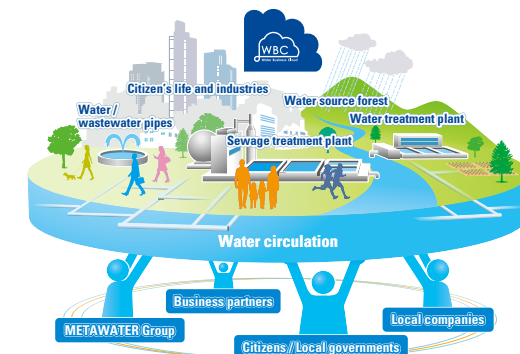 WBC
Water Business Cloud
Citizen's life and industries
Water /
wastewater pipes
Water source forest
Water treatment plant
Sewage treatment plant
Water circulation
Business partners
METAWATER Group
Local companies
Citizens / Local governments